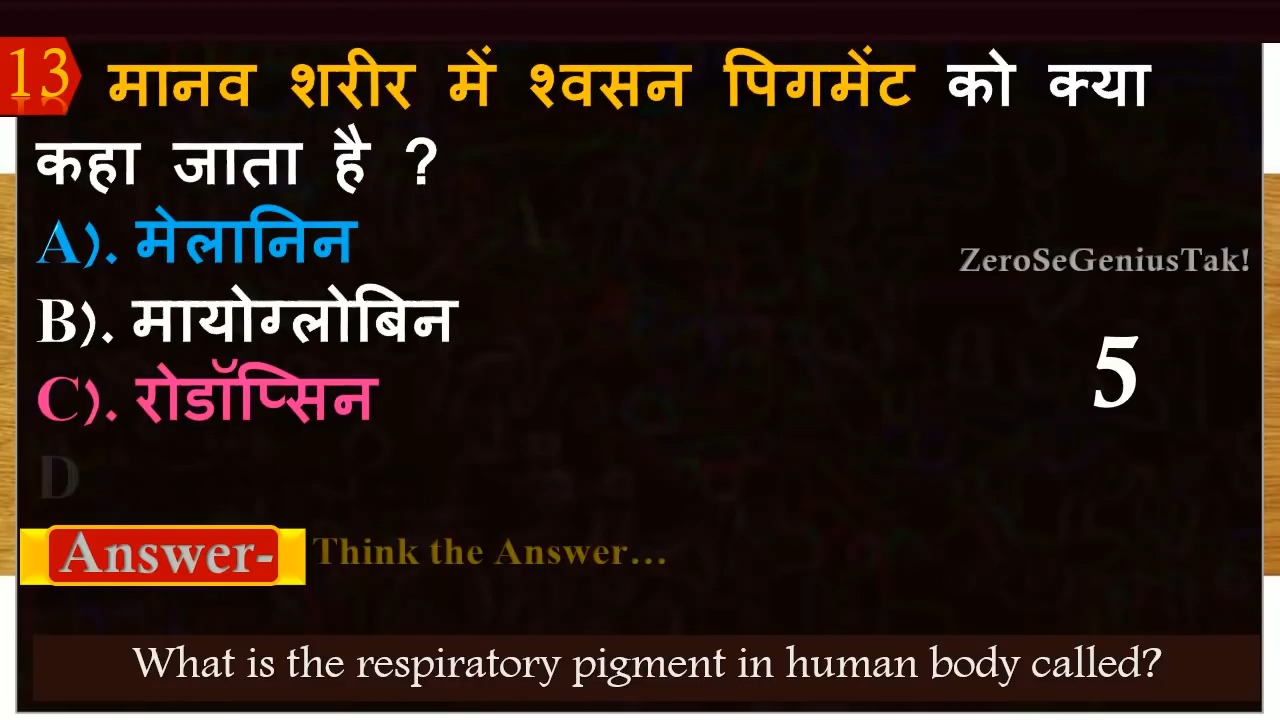 13 मानव शरीर में श्वसन पिगमेंट को क्या
कहा जाता है ?
A). मेलानिन
ZeroSeGeniusTak!
B). मायोग्लोबिन
5
C). रोडॉप्सिन
D
Answer- Think the Answer...
What is the respiratory pigment in human body called?